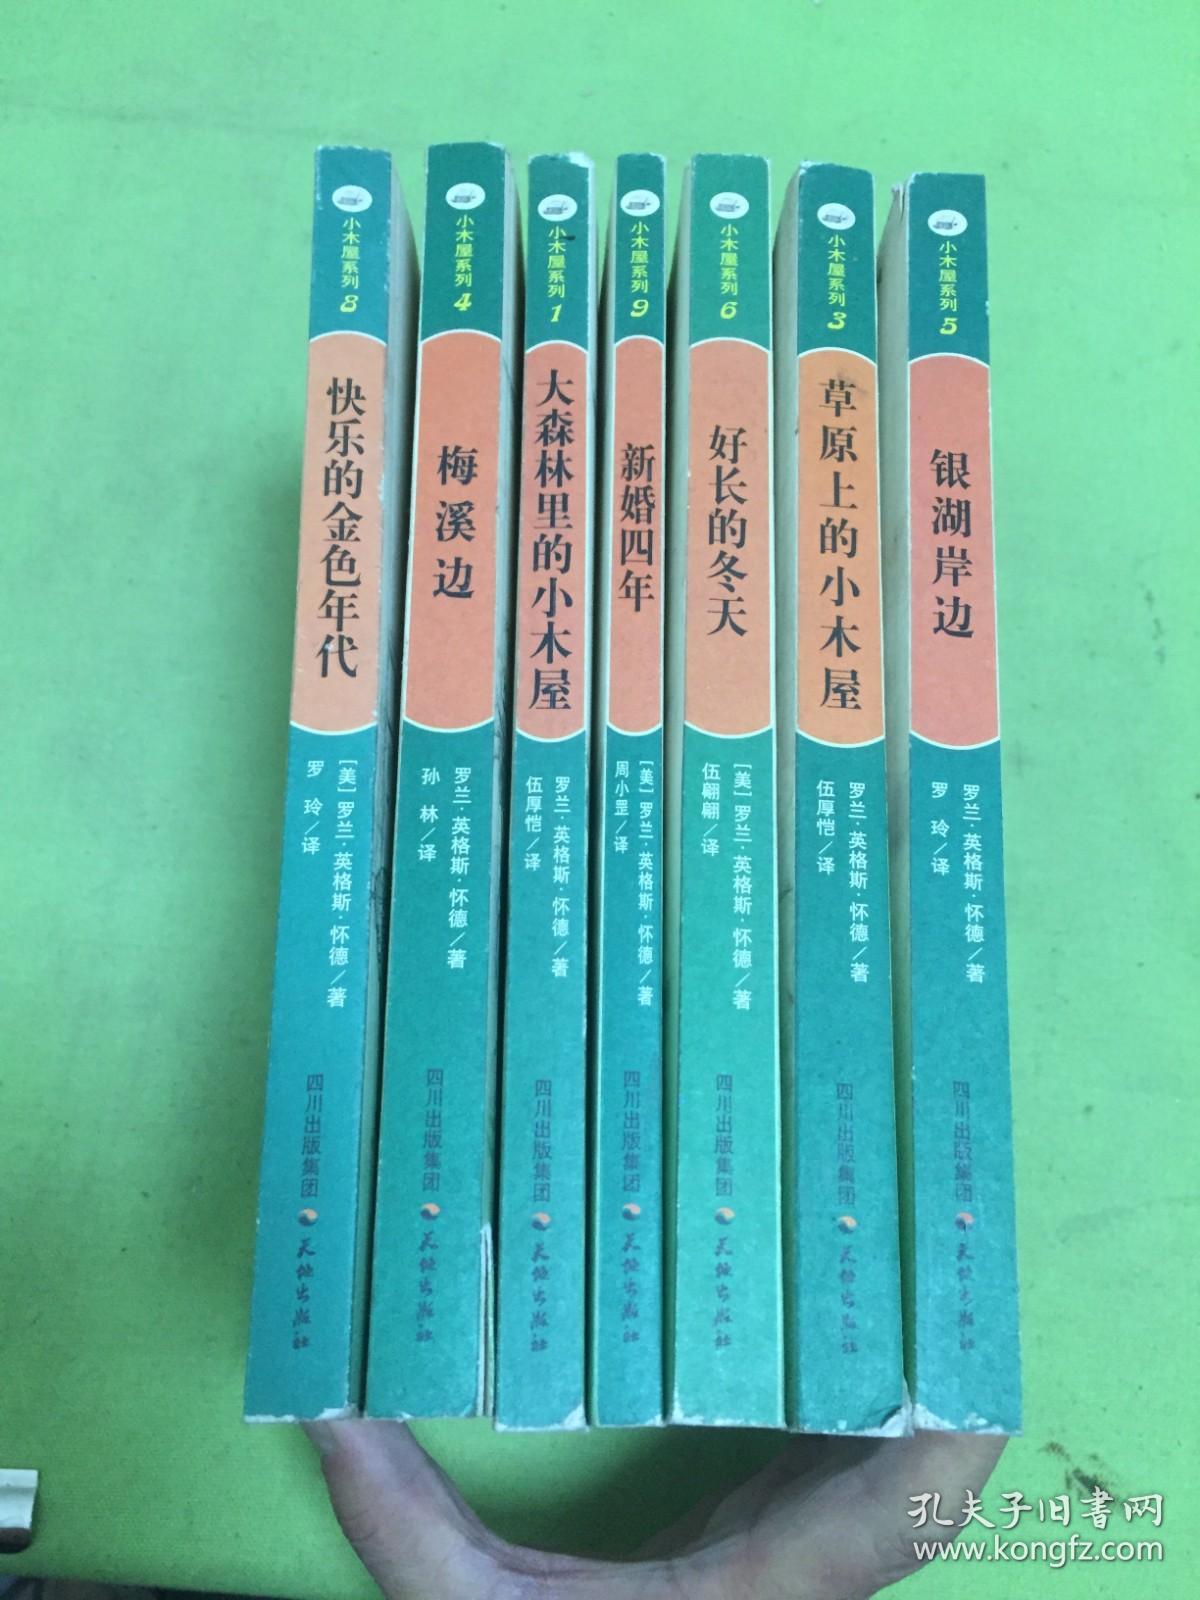 小木屋系列 8
快乐的金色年代
[美] 罗兰·英格斯·怀德/著
罗 玲/译
四川出版集团
天地出版社
小木屋系列 4
梅溪边
罗兰·英格斯·怀德/著
孙 林/译
四川出版集团
天地出版社
小木屋系列 1
大森林里的小木屋
罗兰·英格斯·怀德/著
伍厚恺/译
四川出版集团
天地出版社
小木屋系列 9
新婚四年
[美] 罗兰·英格斯·怀德/著
周小罡/译
四川出版集团
天地出版社
小木屋系列 6
好长的冬天
[美] 罗兰·英格斯·怀德/著
伍翩翩/译
四川出版集团
天地出版社
小木屋系列 3
草原上的小木屋
罗兰·英格斯·怀德/著
伍厚恺/译
四川出版集团
天地出版社
小木屋系列 5
银湖岸边
罗兰·英格斯·怀德/著
罗 玲/译
四川出版集团
天地出版社
孔夫子旧书网
www.kongfz.com